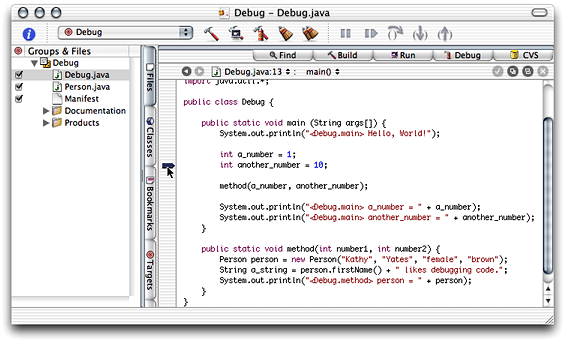 Debug – Debug.java
Debug
Find
Build
Run
Debug
CVS
Groups & Files
Debug
Debug.java
Person.java
Manifest
Documentation
Products
Files
Classes
Bookmarks
Targets
Debug.java:13
main()
import java.util.*;
public class Debug {
public static void main (String args[]) {
System.out.println("<Debug.main> Hello, World!");
int a_number = 1;
int another_number = 10;
method(a_number, another_number);
System.out.println("<Debug.main> a_number = " + a_number);
System.out.println("<Debug.main> another_number = " + another_number);
}
public static void method(int number1, int number2) {
Person person = new Person("Kathy", "Yates", "female", "brown");
String a_string = person.firstName() + " likes debugging code.";
System.out.println("<Debug.method> person = " + person);
}
}